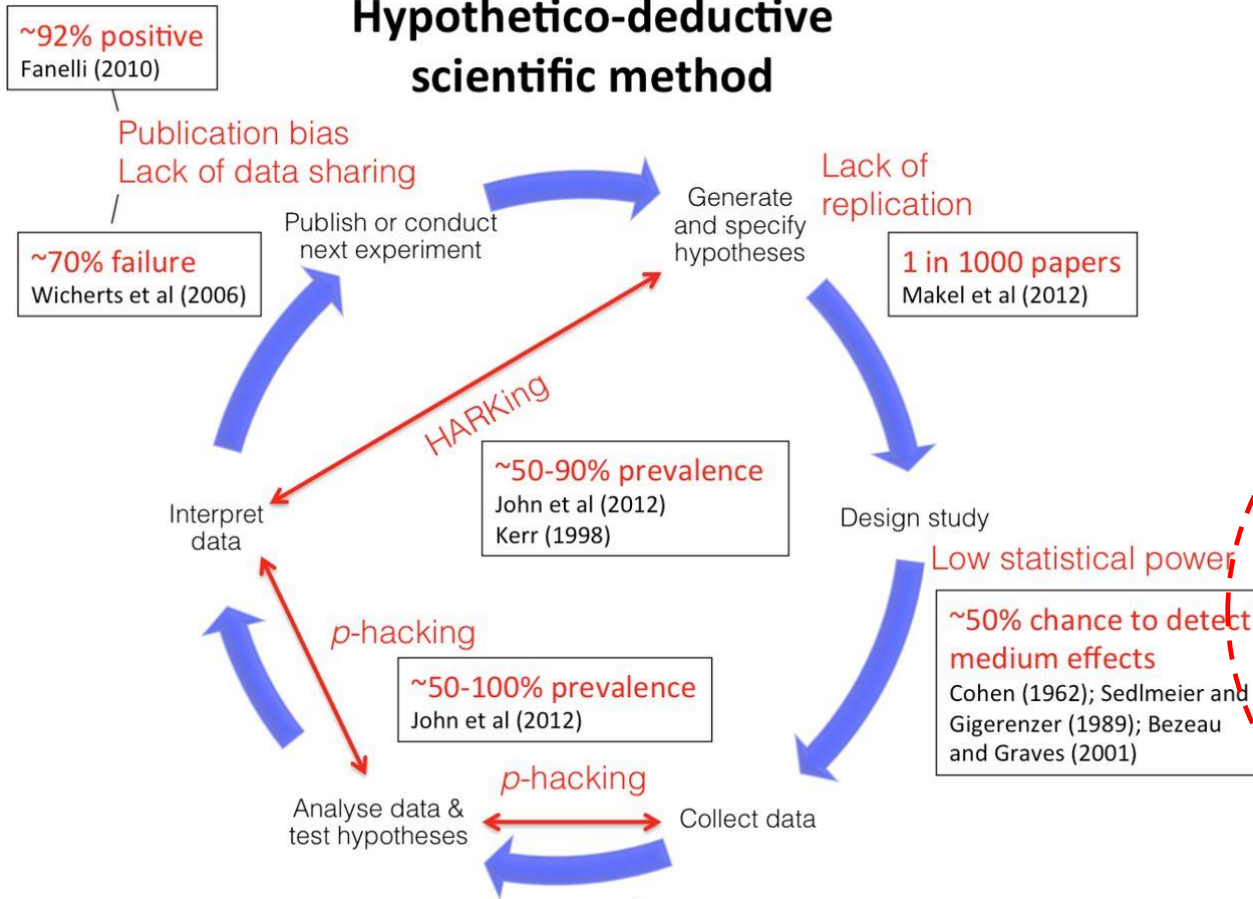 Hypothetico-deductive
scientific method
~92% positive
Fanelli (2010)
Publication bias
Lack of data sharing
~70% failure
Wicherts et al (2006)
Publish or conduct
next experiment
Generate
and specify
hypotheses
Lack of
replication
1 in 1000 papers
Makel et al (2012)
HARKing
~50-90% prevalence
John et al (2012)
Kerr (1998)
Interpret
data
Design study
Low statistical power
~50% chance to detect
medium effects
Cohen (1962); Sedlmeier and
Gigerenzer (1989); Bezeau
and Graves (2001)
p-hacking
~50-100% prevalence
John et al (2012)
p-hacking
Analyse data &
test hypotheses
Collect data